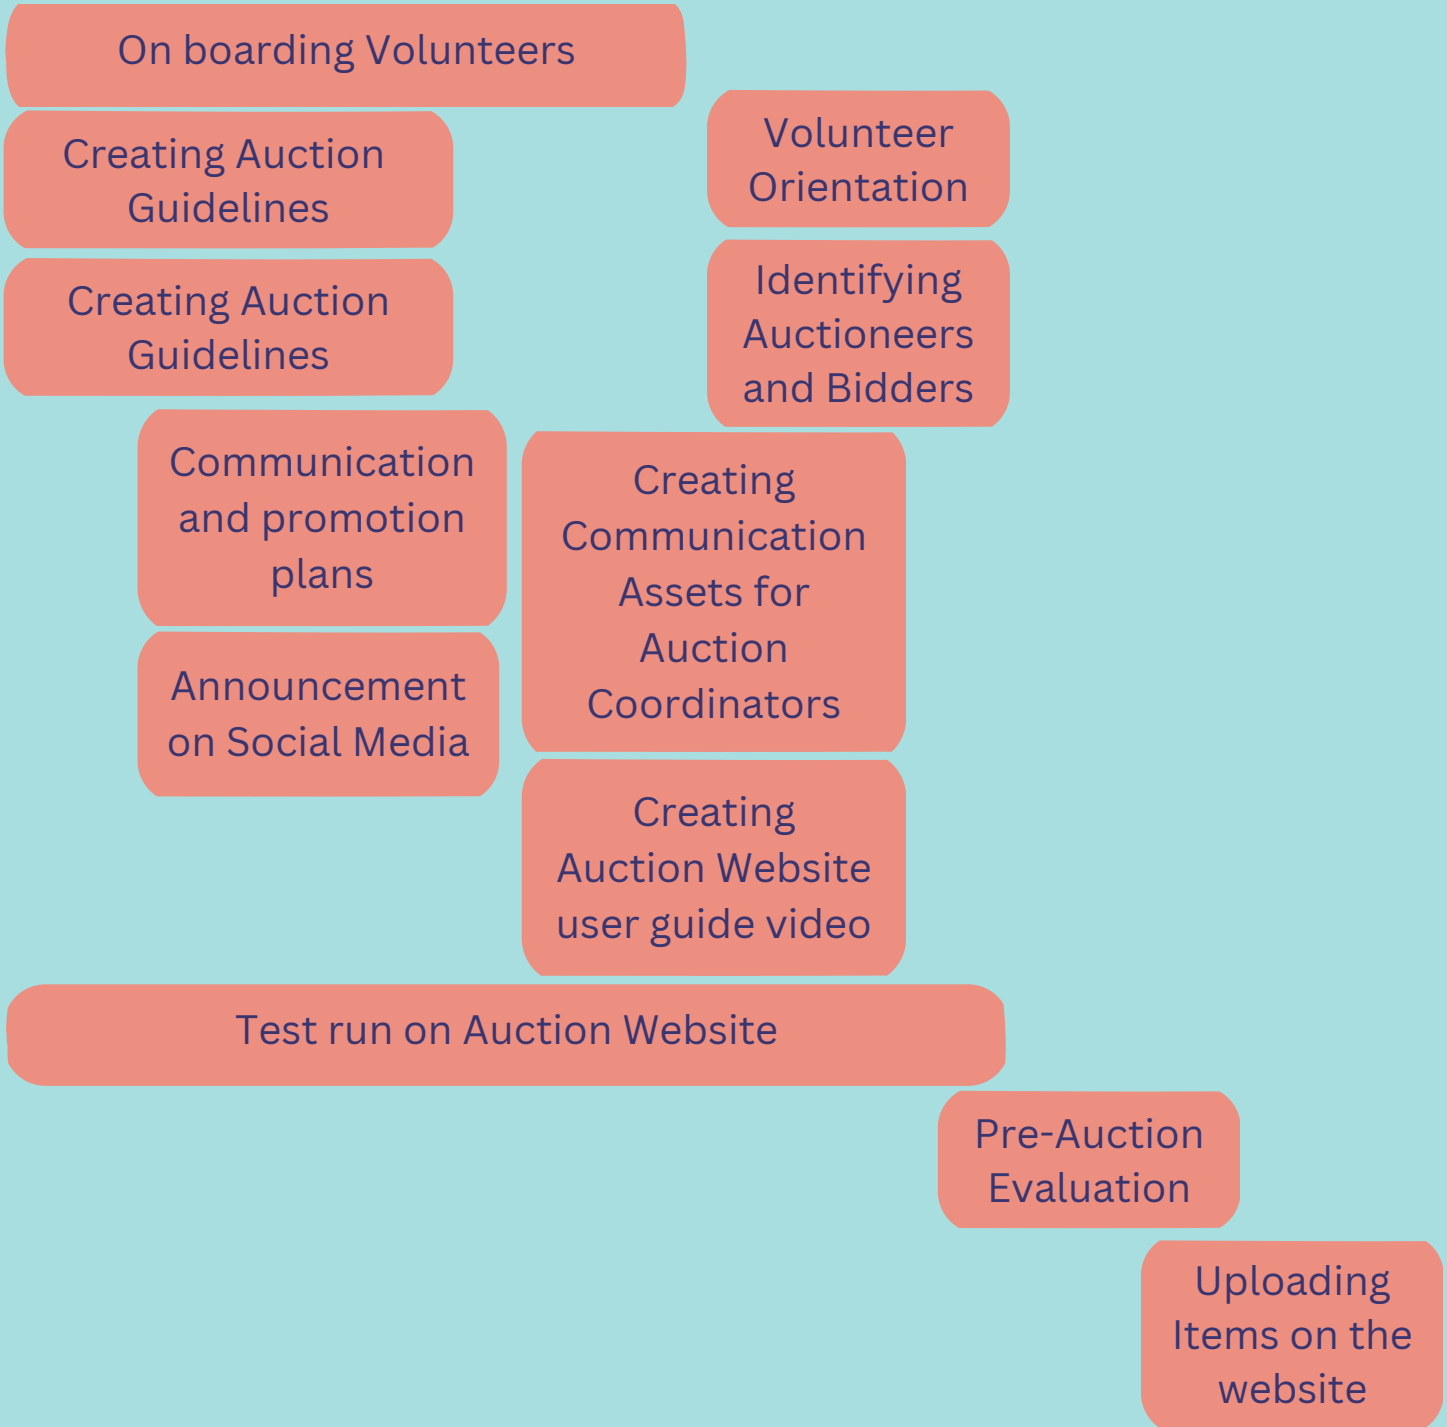 On boarding Volunteers
Creating Auction
Guidelines
Volunteer
Orientation
Creating Auction
Guidelines
Identifying
Auctioneers
and Bidders
Communication
and promotion
plans
Creating
Communication
Assets for
Auction
Coordinators
Announcement
on Social Media
Creating
Auction Website
user guide video
Test run on Auction Website
Pre-Auction
Evaluation
Uploading
Items on the
website